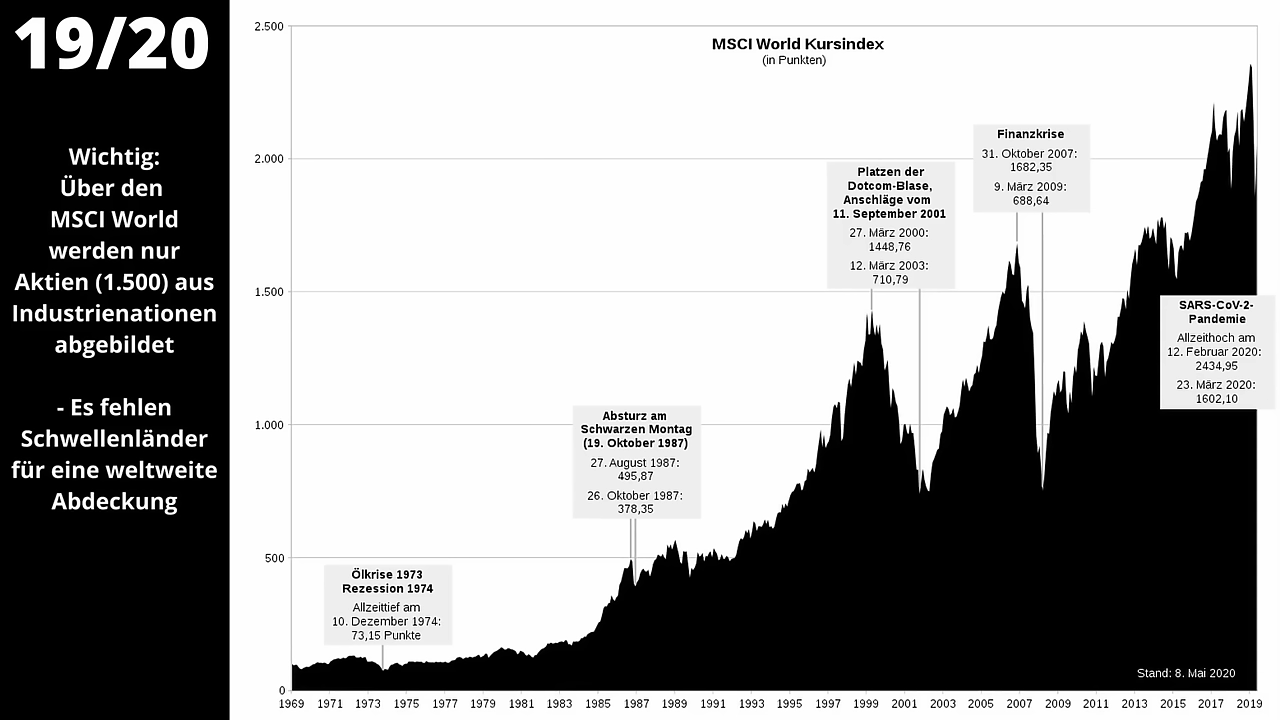 19/20
Wichtig:
Über den
MSCI World
werden nur
Aktien (1.500) aus
Industrienationen
abgebildet
- Es fehlen
Schwellenländer
für eine weltweite
Abdeckung
MSCI World Kursindex
(in Punkten)
2.500
2.000
1.500
1.000
500
0
Ölkrise 1973
Rezession 1974
Allzeittief am
10. Dezember 1974:
73,15 Punkte
Absturz am
Schwarzen Montag
(19. Oktober 1987)
27. August 1987:
495,87
26. Oktober 1987:
378,35
Platzen der
Dotcom-Blase,
Anschläge vom
11. September 2001
27. März 2000:
1448,76
12. März 2003:
710,79
Finanzkrise
31. Oktober 2007:
1682,35
9. März 2009:
688,64
SARS-CoV-2-
Pandemie
Allzeithoch am
12. Februar 2020:
2434,95
23. März 2020:
1602,10
Stand: 8. Mai 2020
1969 1971 1973 1975 1977 1979 1981 1983 1985 1987 1989 1991 1993 1995 1997 1999 2001 2003 2005 2007 2009 2011 2013 2015 2017 2019